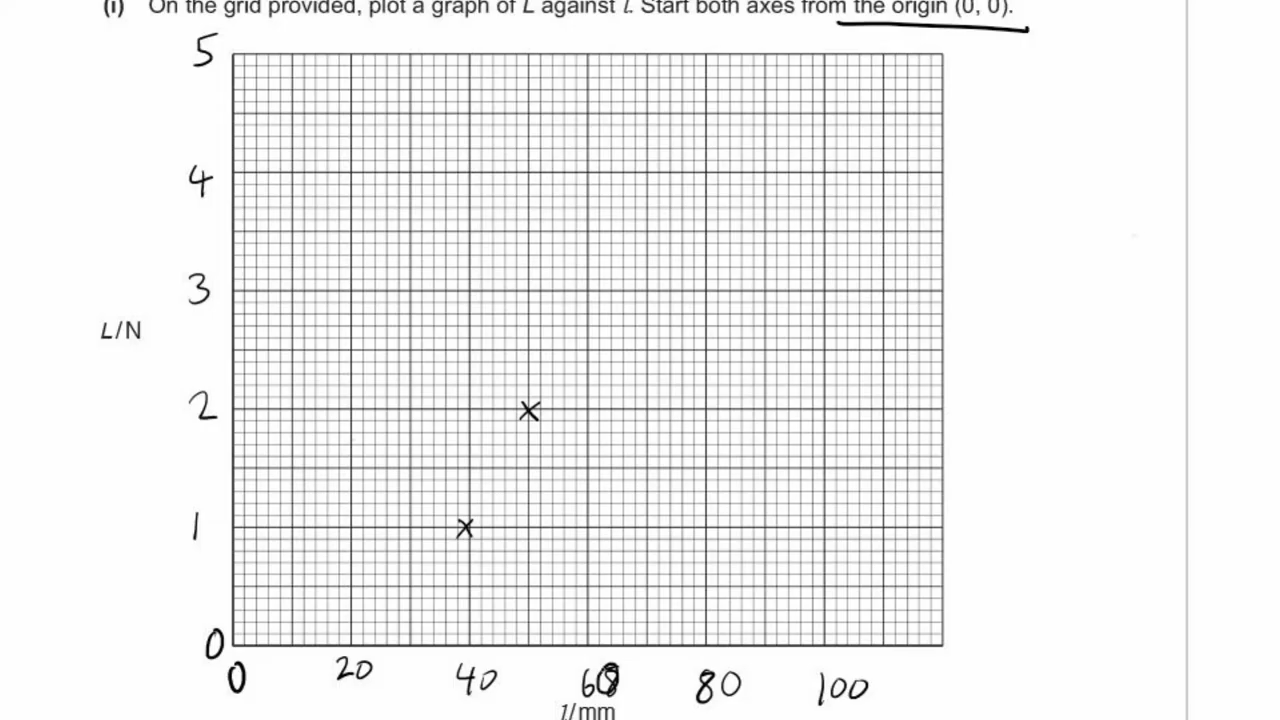 (i) On the grid provided, plot a graph of L against l. Start both axes from the origin (0, 0).
5
4
3
L/N
2
1
0
0 20 40 60 80 100
l/mm